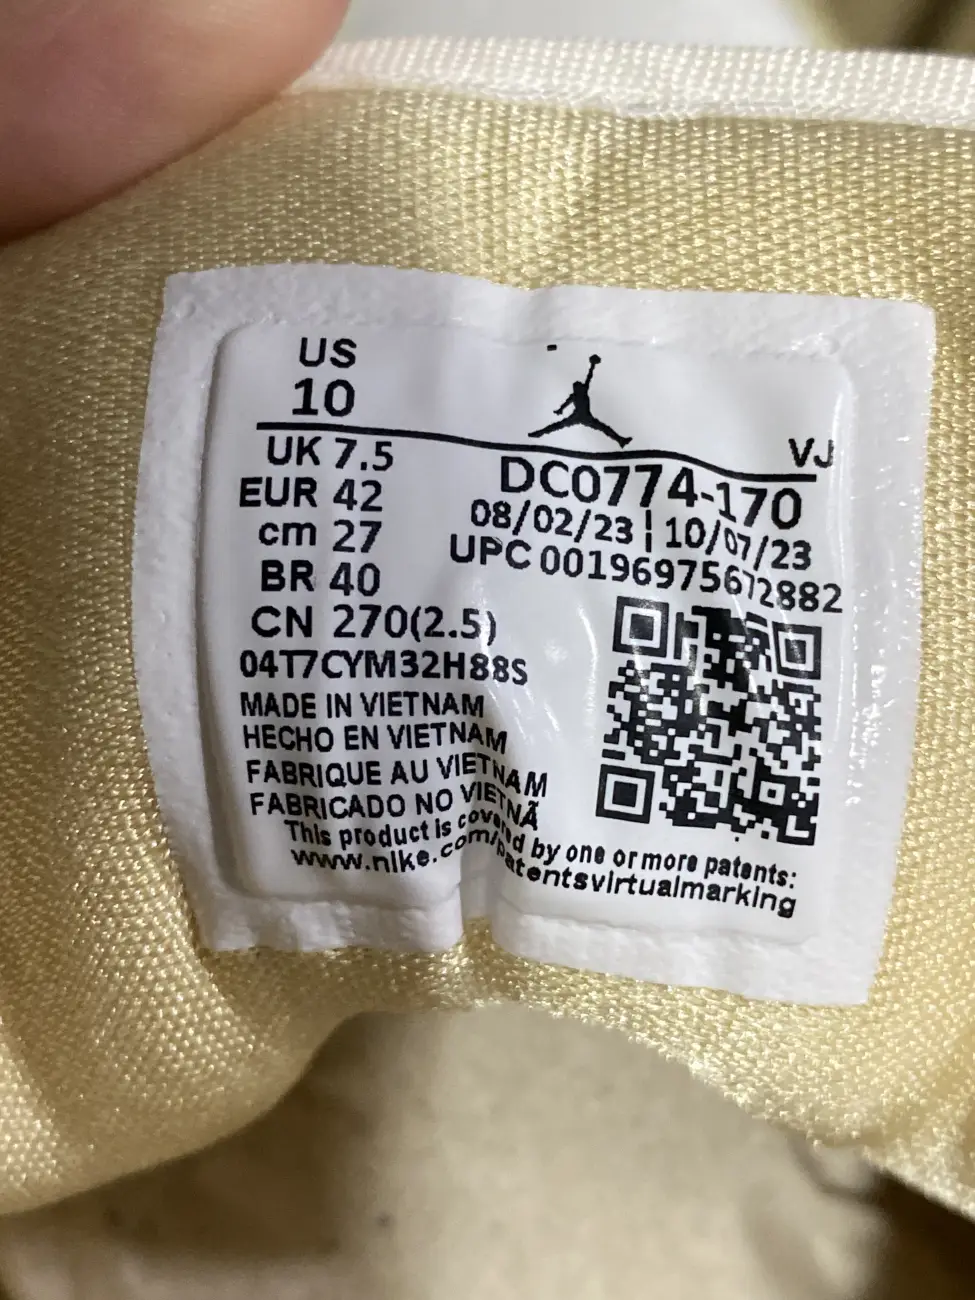 US
10
VJ
UK 7.5
EUR 42
cm 27
BR 40
CN 270(2.5)
DC0774-170
08/02/23 ¦ 10/07/23
UPC 00196975672882
04T7CYM32H88S
MADE IN VIETNAM
HECHO EN VIETNAM
FABRIQUE AU VIETNAM
FABRICADO NO VIETNÃ
This product is covered by one or more patents:
www.nike.com/patentsvirtualmarking